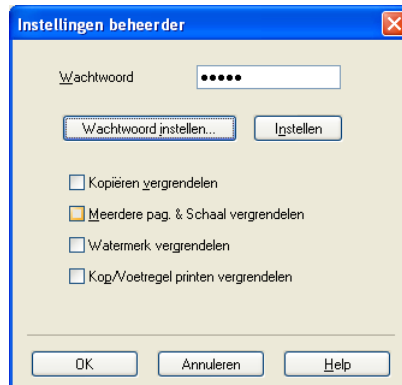 Instellingen beheerder
Wachtwoord •••••
Wachtwoord instellen... Instellen
Kopiëren vergrendelen
Meerdere pag. & Schaal vergrendelen
Watermerk vergrendelen
Kop/Voetregel printen vergrendelen
OK Annuleren Help